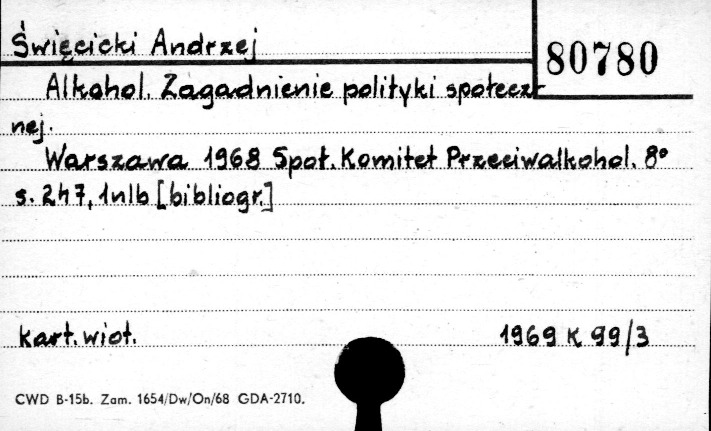 Święcicki Andrzej
80780
Alkohol. Zagadnienie polityki społecz-
nej.
Warszawa 1968 Społ. Komitet Przeciwalkohol. 8°
s. 247, 1nlb [bibliogr.]
kart. wiot.
1969 K 99/3
CWD B-15b. Zam. 1654/Dw/On/68 GDA-2710.